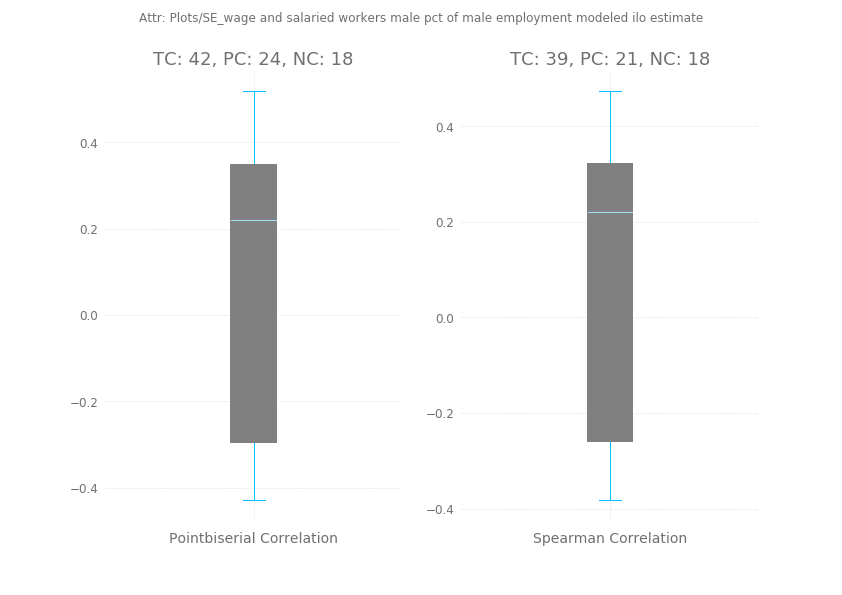 Attr: Plots/SE_wage and salaried workers male pct of male employment modeled ilo estimate
TC: 42, PC: 24, NC: 18
0.4
0.2
0.0
−0.2
−0.4
Pointbiserial Correlation
TC: 39, PC: 21, NC: 18
0.4
0.2
0.0
−0.2
−0.4
Spearman Correlation